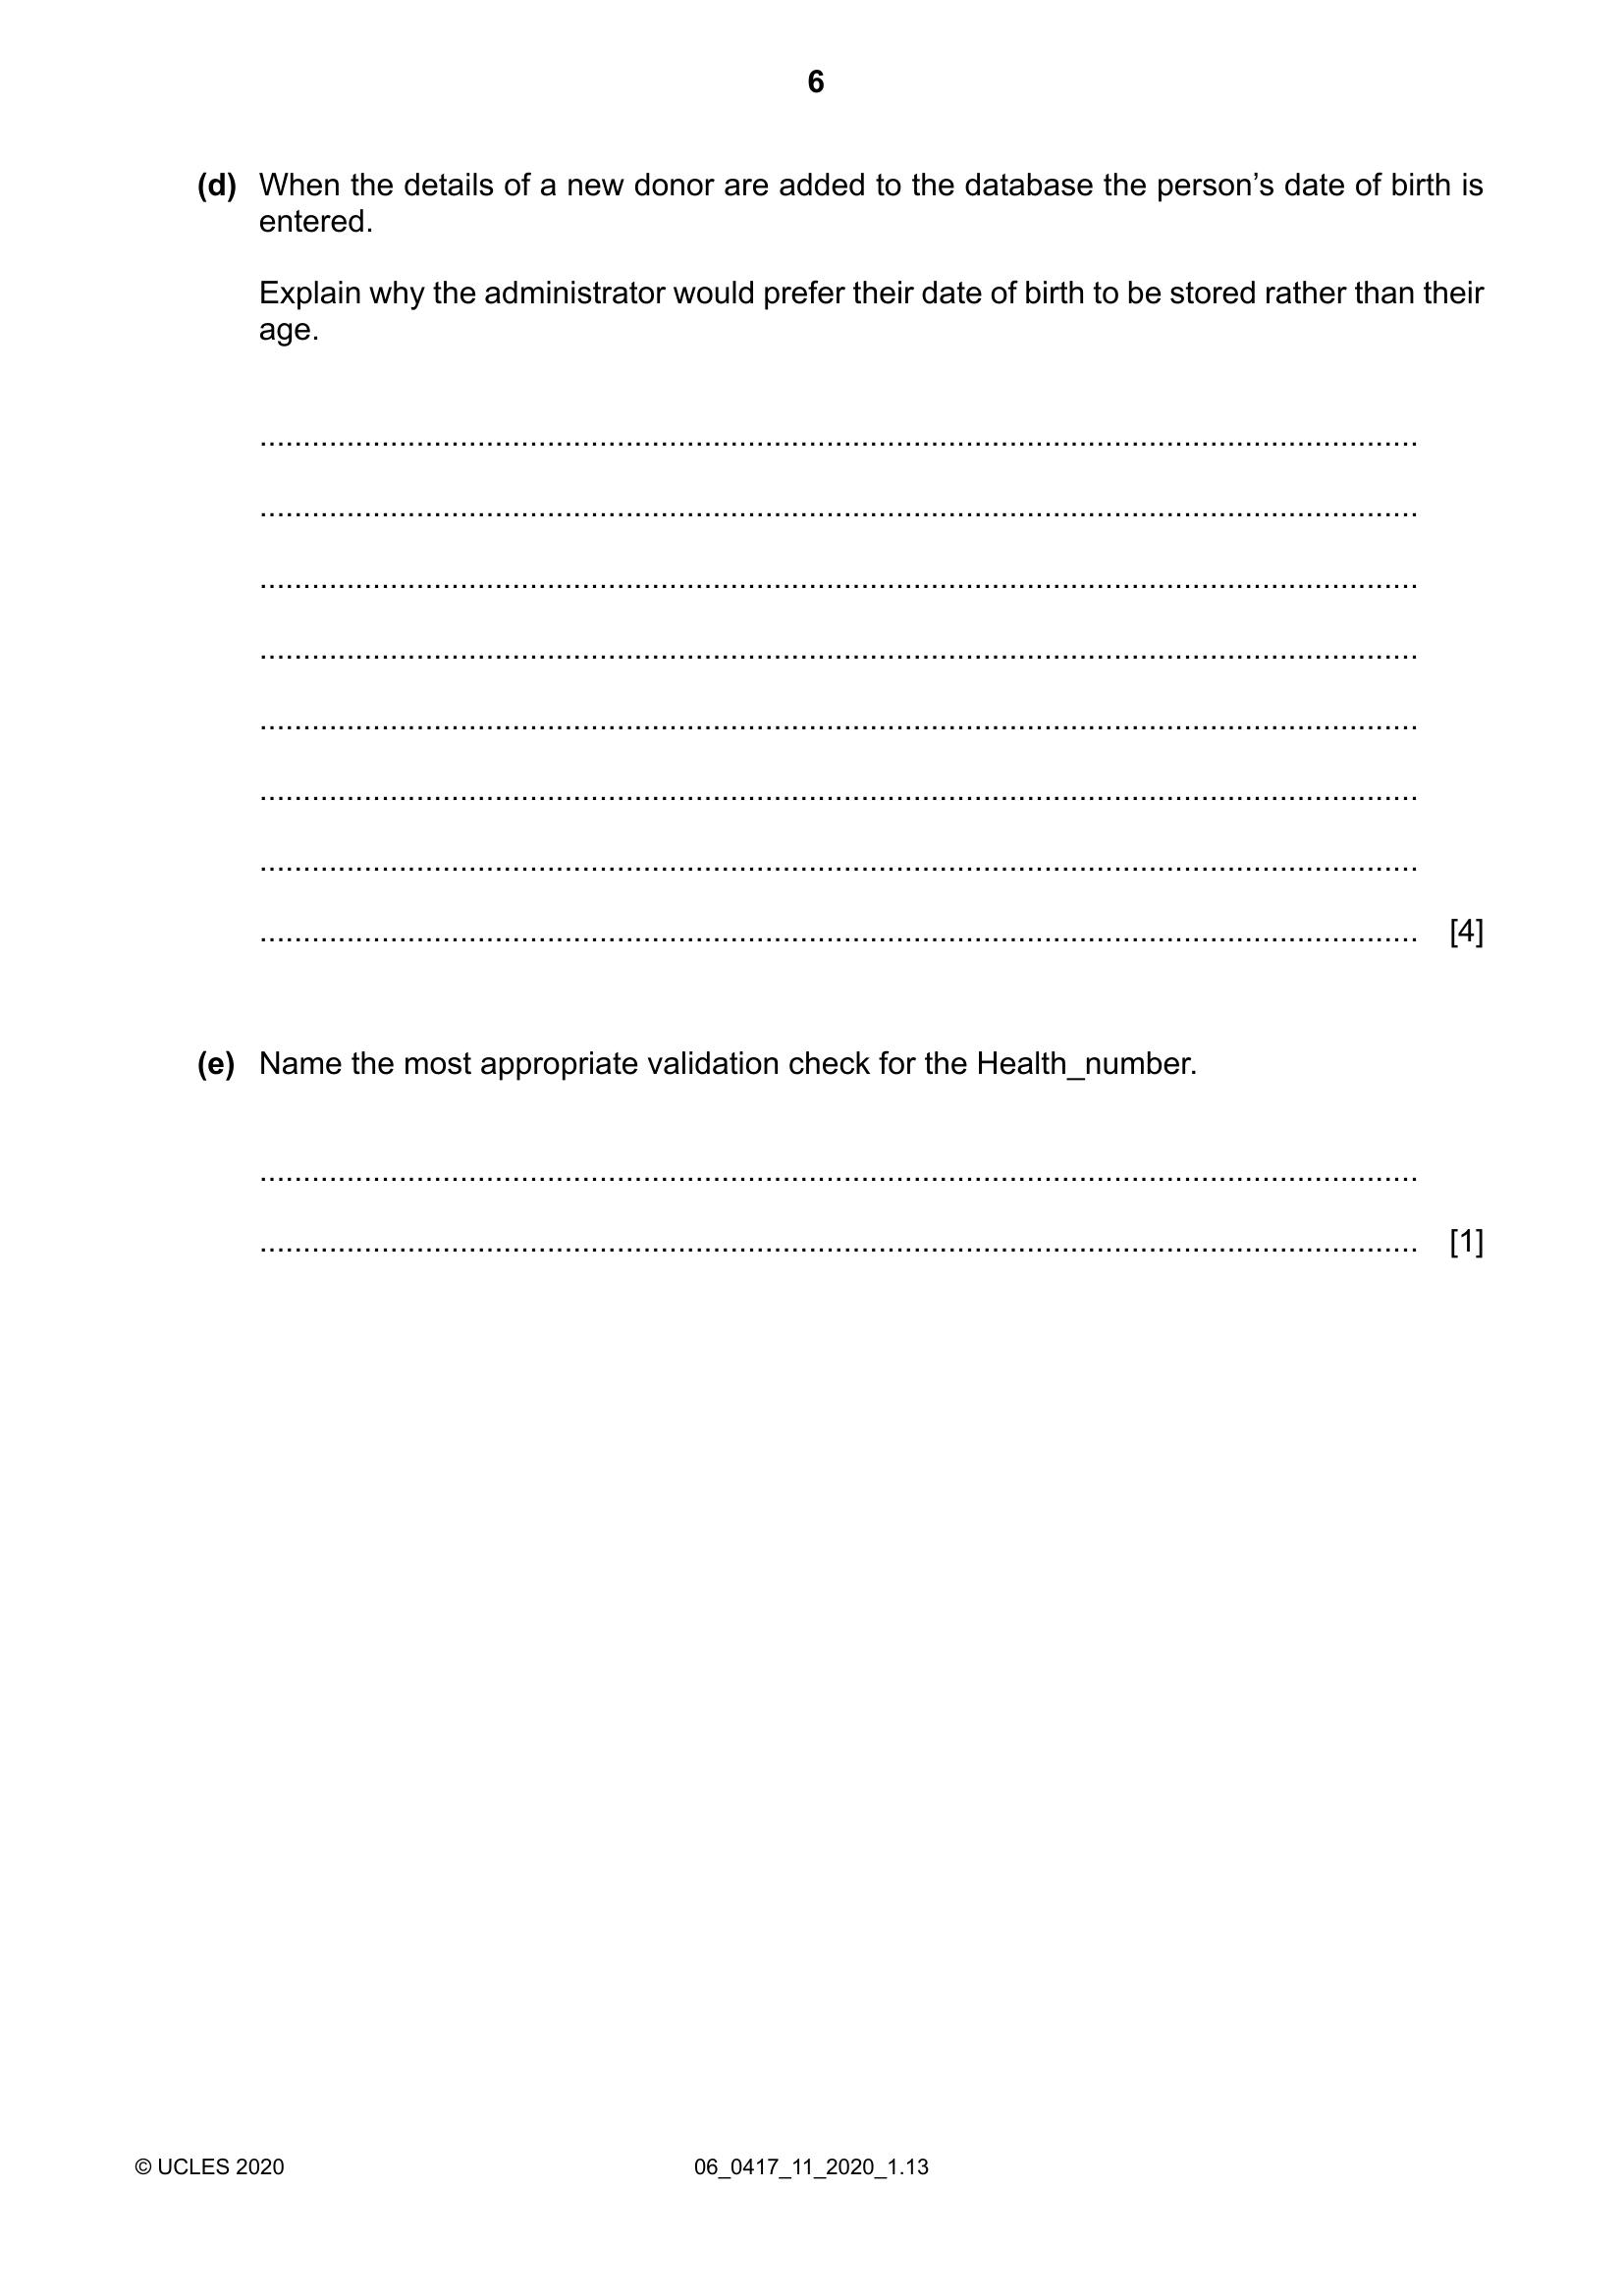 6
(d) When the details of a new donor are added to the database the person’s date of birth is
entered.
Explain why the administrator would prefer their date of birth to be stored rather than their
age.
..........................................................................................................................................
..........................................................................................................................................
..........................................................................................................................................
..........................................................................................................................................
..........................................................................................................................................
..........................................................................................................................................
..........................................................................................................................................
.......................................................................................................................................... [4]
(e) Name the most appropriate validation check for the Health_number.
..........................................................................................................................................
.......................................................................................................................................... [1]
© UCLES 2020 06_0417_11_2020_1.13